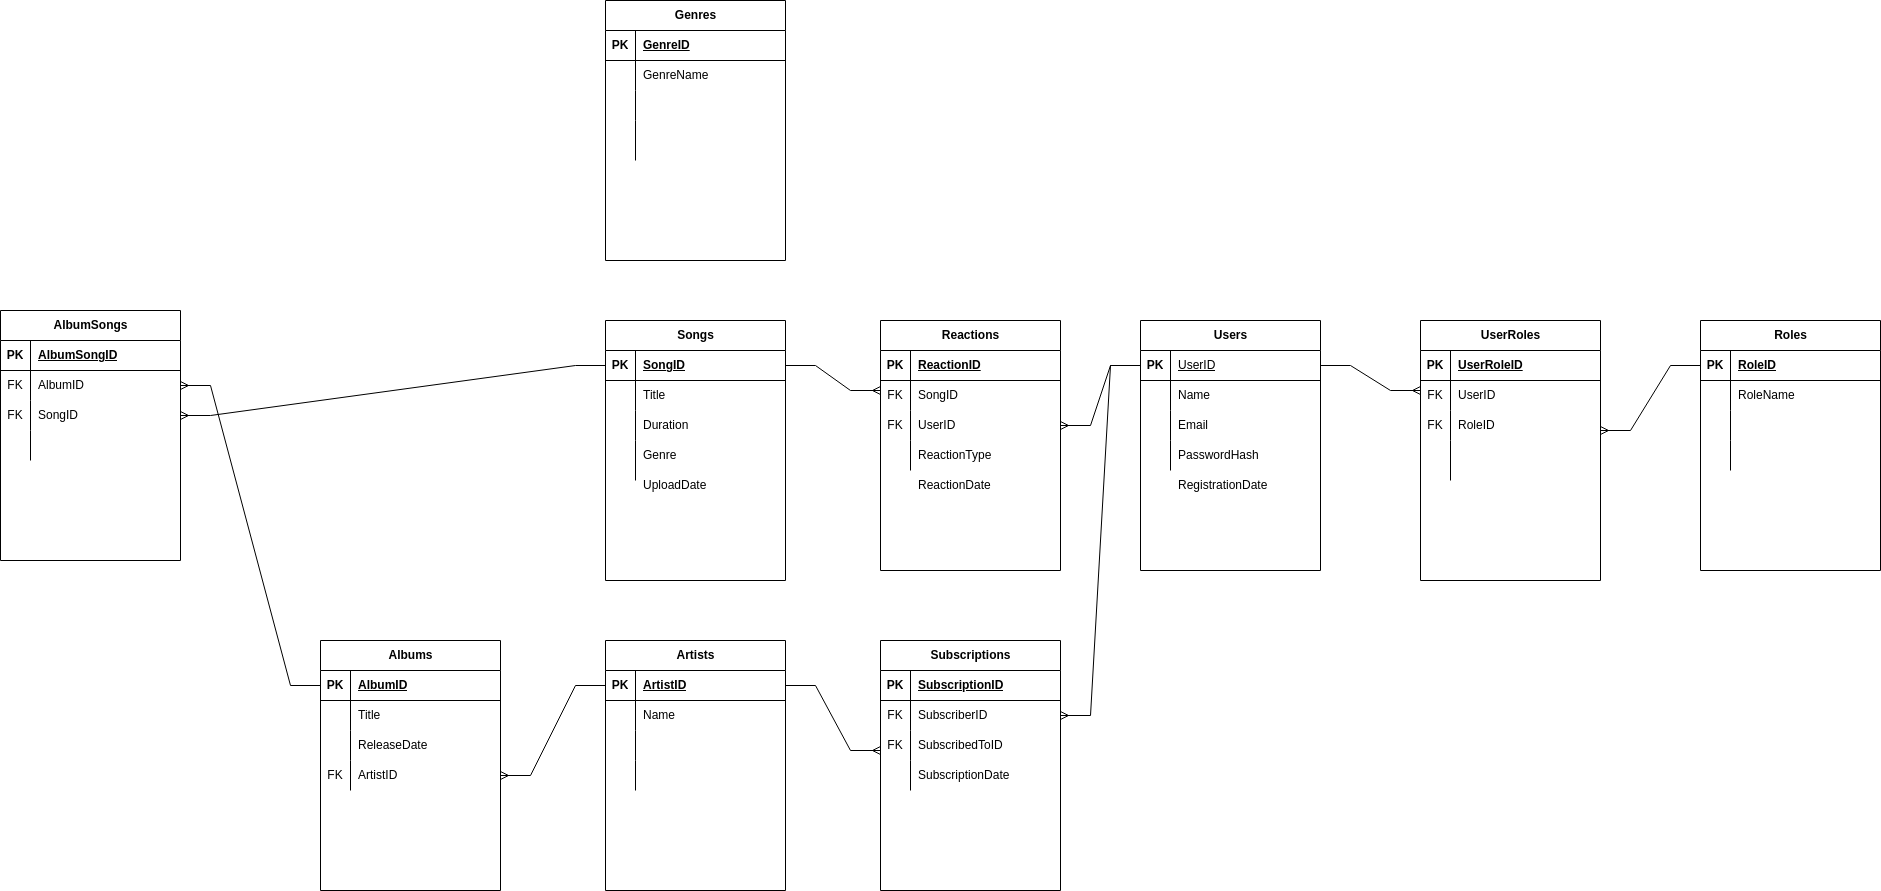 Genres
PK GenreID
GenreName
AlbumSongs
PK AlbumSongID
FK AlbumID
FK SongID
Songs
PK SongID
Title
Duration
Genre
UploadDate
Reactions
PK ReactionID
FK SongID
FK UserID
ReactionType
ReactionDate
Users
PK UserID
Name
Email
PasswordHash
RegistrationDate
UserRoles
PK UserRoleID
FK UserID
FK RoleID
Roles
PK RoleID
RoleName
Albums
PK AlbumID
Title
ReleaseDate
FK ArtistID
Artists
PK ArtistID
Name
Subscriptions
PK SubscriptionID
FK SubscriberID
FK SubscribedToID
SubscriptionDate